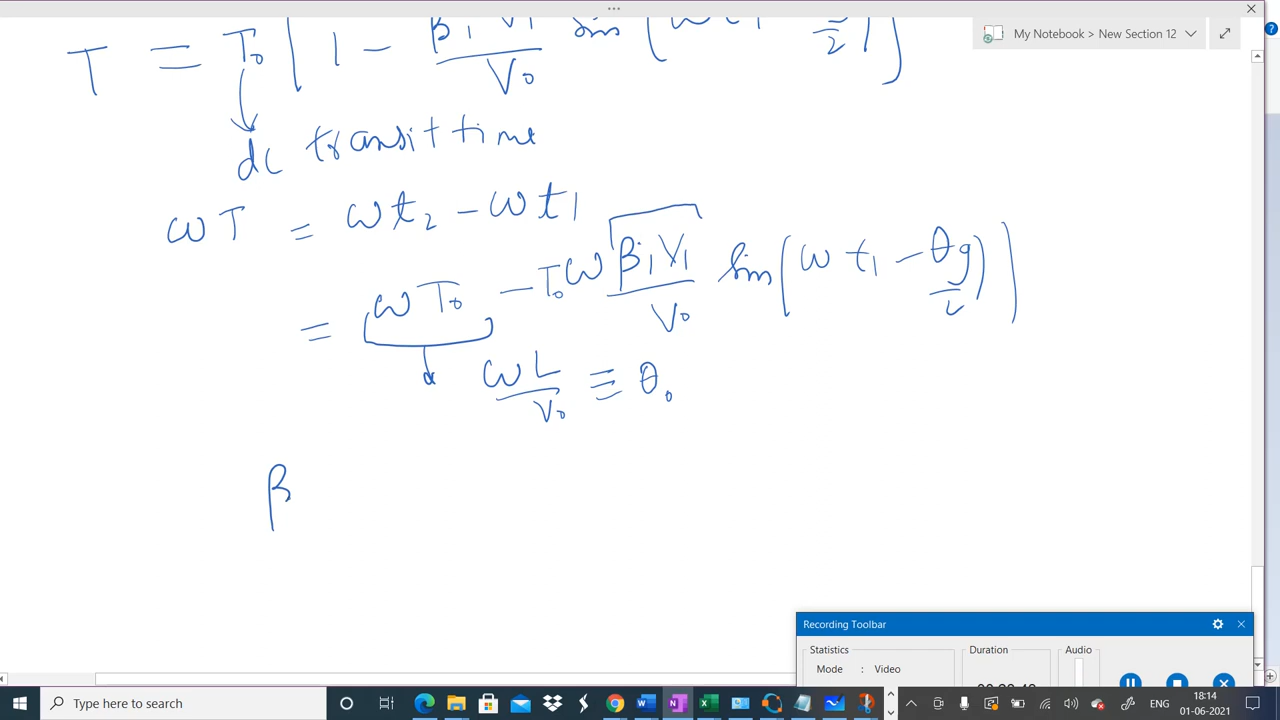 ...
My Notebook > New Section 12
T = T₀ [ 1 - β₁ V₁ / V₀ sin ( ωt₁ /2 ) ]
dc transit time
ωT = ωt₂ - ωt₁
= ωT₀ - T₀ω β₁V₁ / V₀ sin ( ωt₁ - θg / 2 ) )
ωL / V₀ ≡ θ₀
β
Recording Toolbar
Statistics Duration Audio
Mode : Video
Type here to search
ENG
18:14
01-06-2021